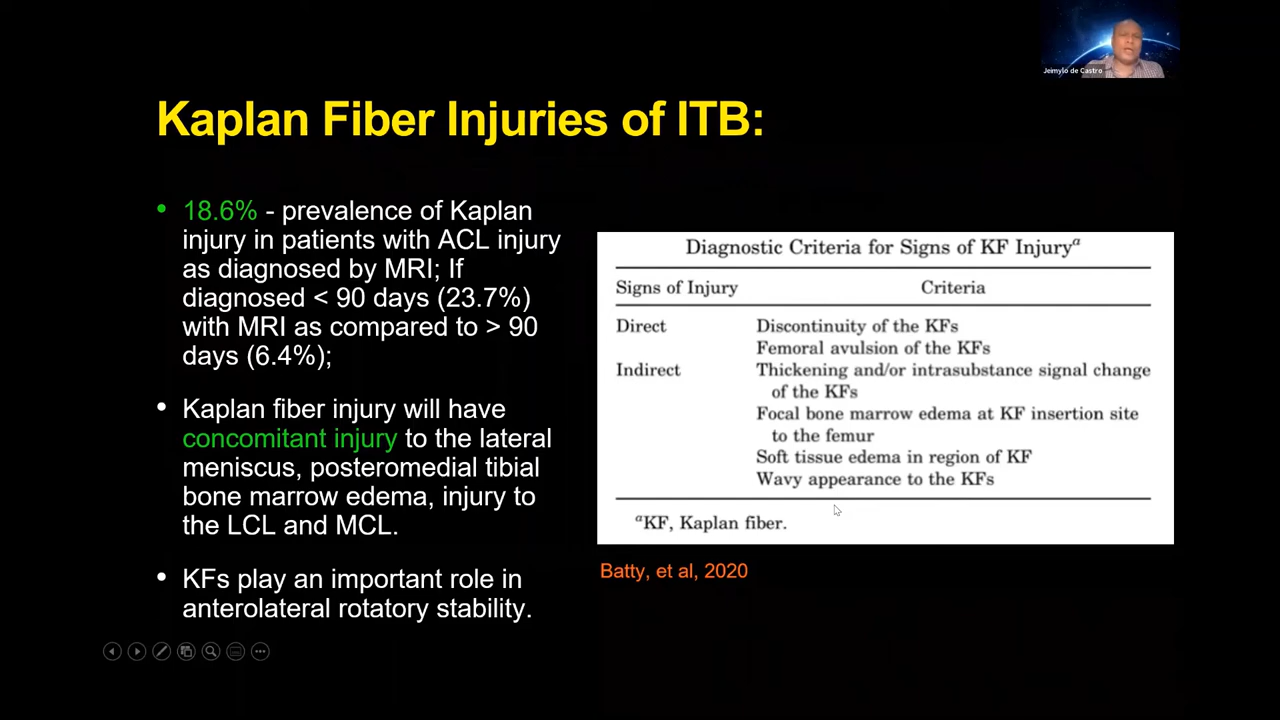 Jeimylo de Castro
Kaplan Fiber Injuries of ITB:
• 18.6% - prevalence of Kaplan
injury in patients with ACL injury
as diagnosed by MRI; If
diagnosed < 90 days (23.7%)
with MRI as compared to > 90
days (6.4%);
• Kaplan fiber injury will have
concomitant injury to the lateral
meniscus, posteromedial tibial
bone marrow edema, injury to
the LCL and MCL.
• KFs play an important role in
anterolateral rotatory stability.
Diagnostic Criteria for Signs of KF Injuryᵃ
Signs of Injury Criteria
Direct Discontinuity of the KFs
Femoral avulsion of the KFs
Indirect Thickening and/or intrasubstance signal change
of the KFs
Focal bone marrow edema at KF insertion site
to the femur
Soft tissue edema in region of KF
Wavy appearance to the KFs
ᵃKF, Kaplan fiber.
Batty, et al, 2020